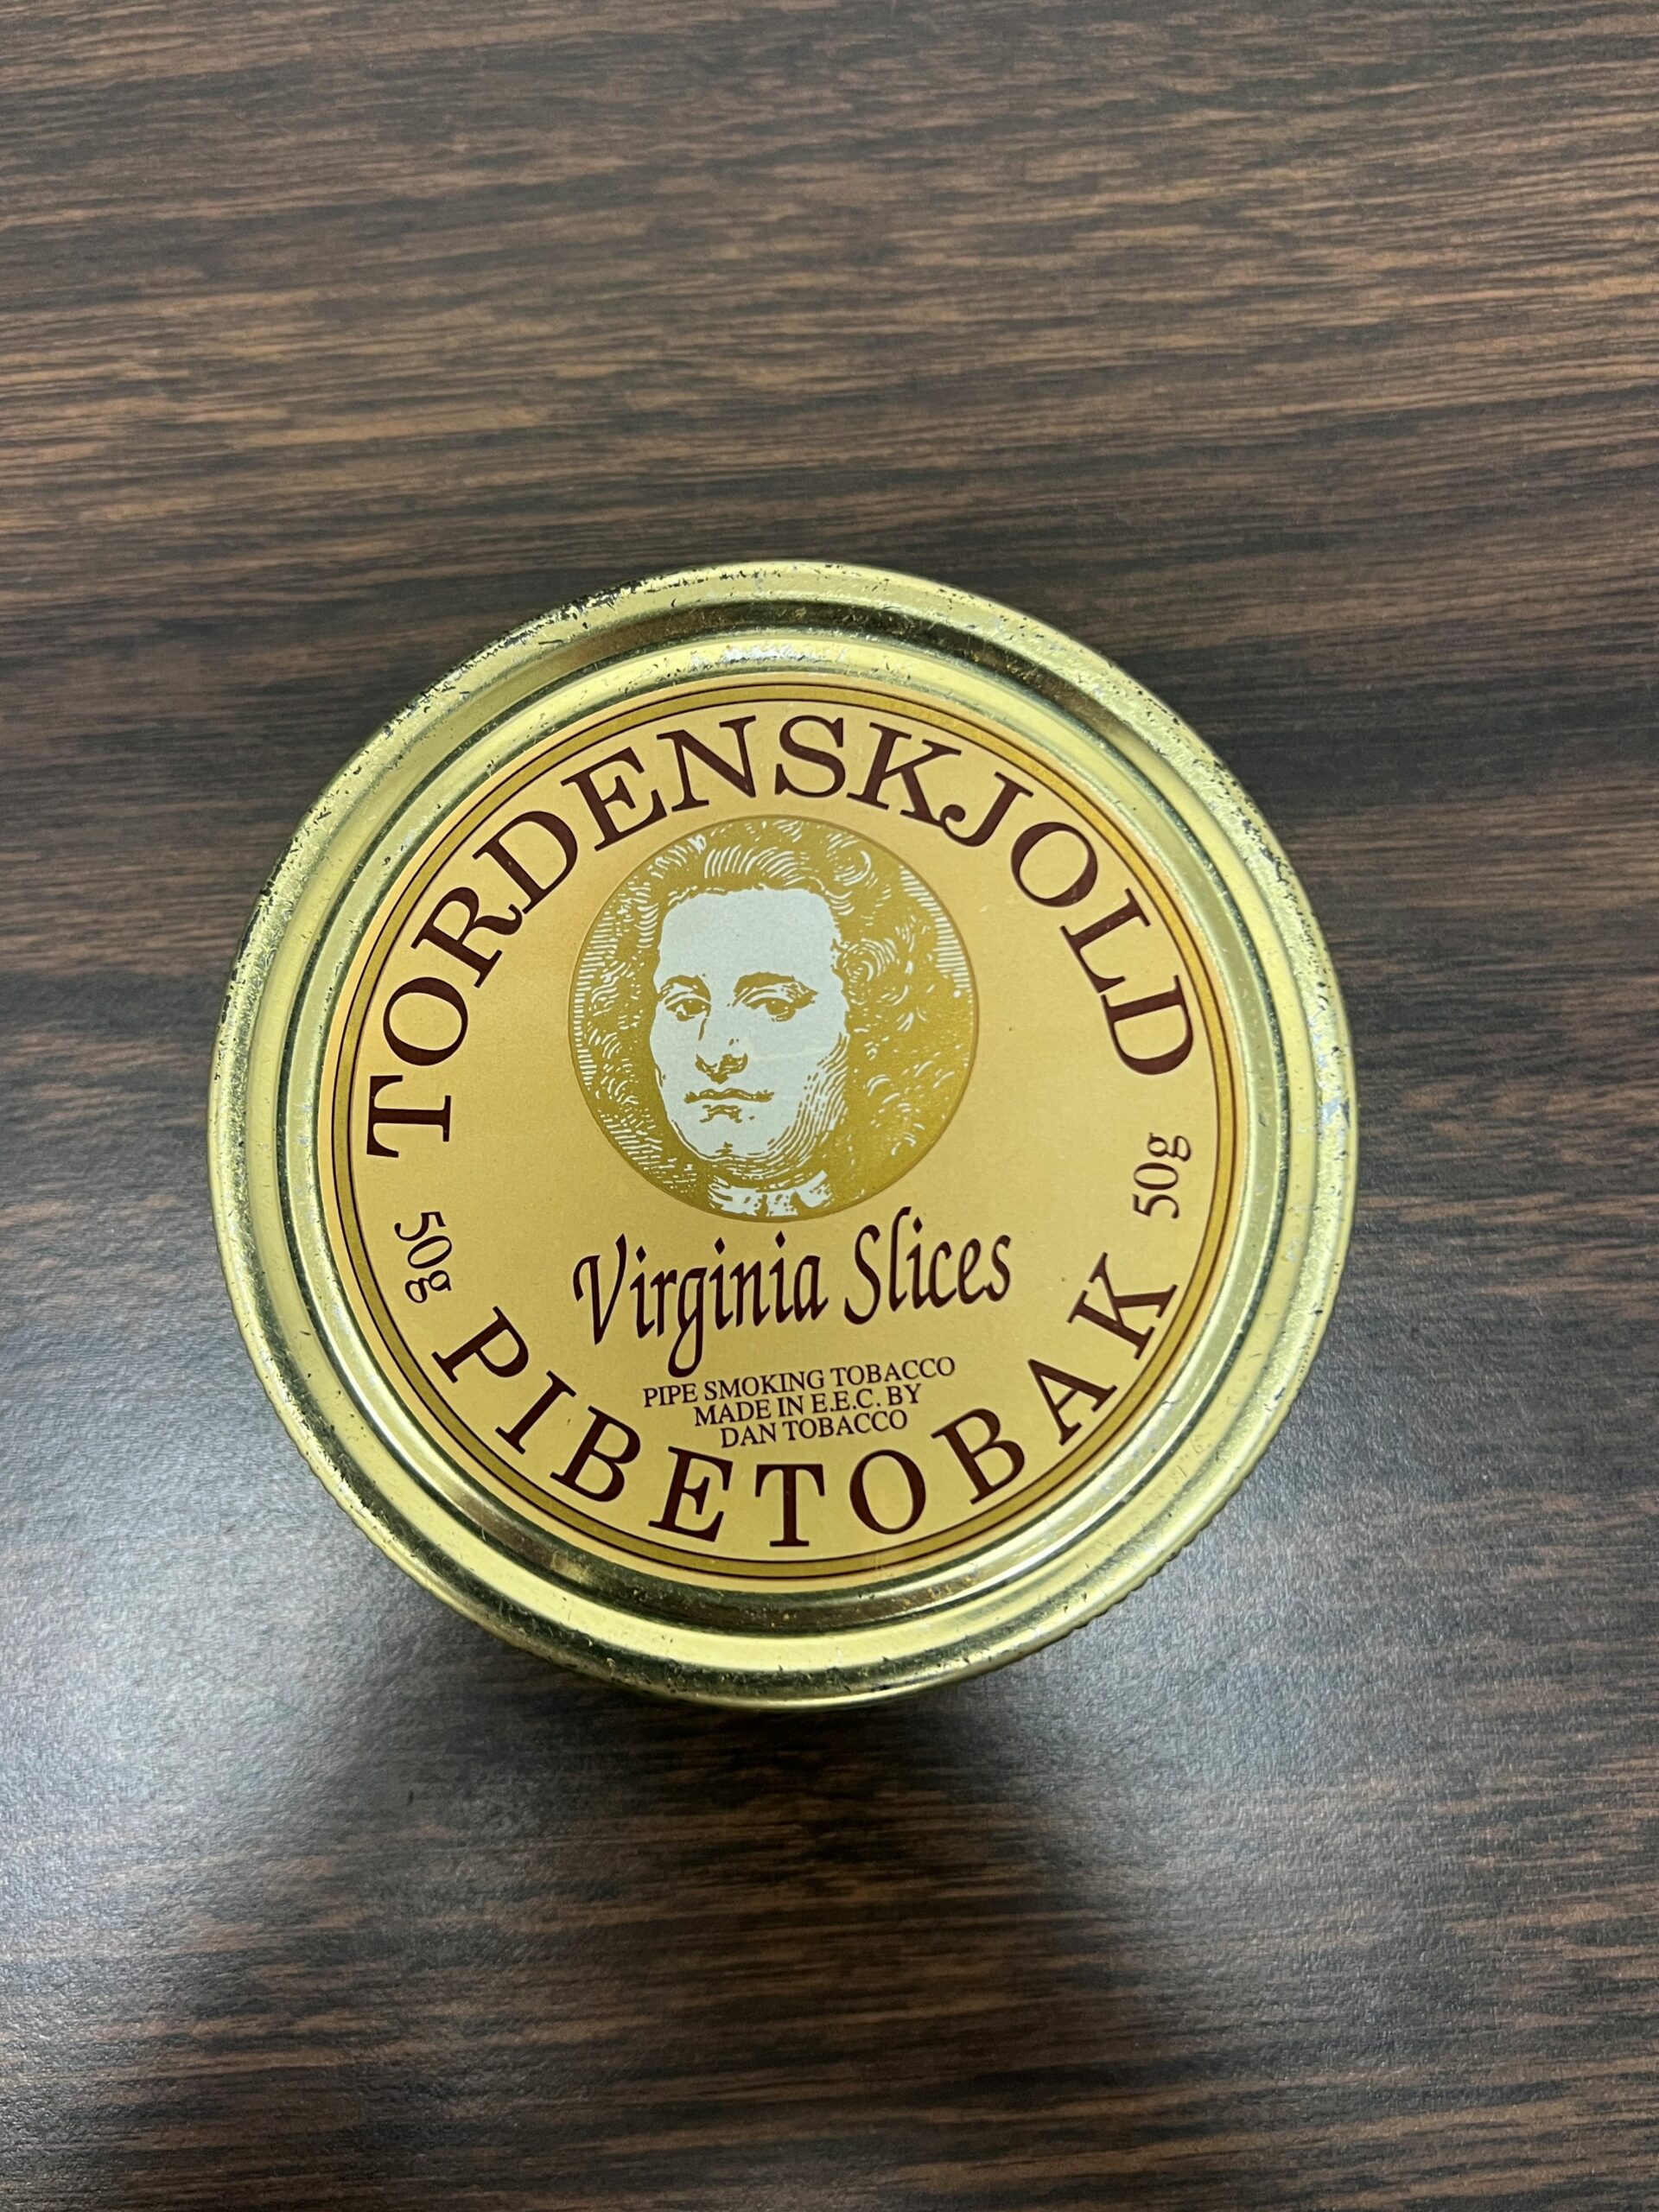 TORDENSKJOLD
Virginia Slices
50g
50g
PIPE SMOKING TOBACCO
MADE IN E.E.C. BY
DAN TOBACCO
PIBETOBAK